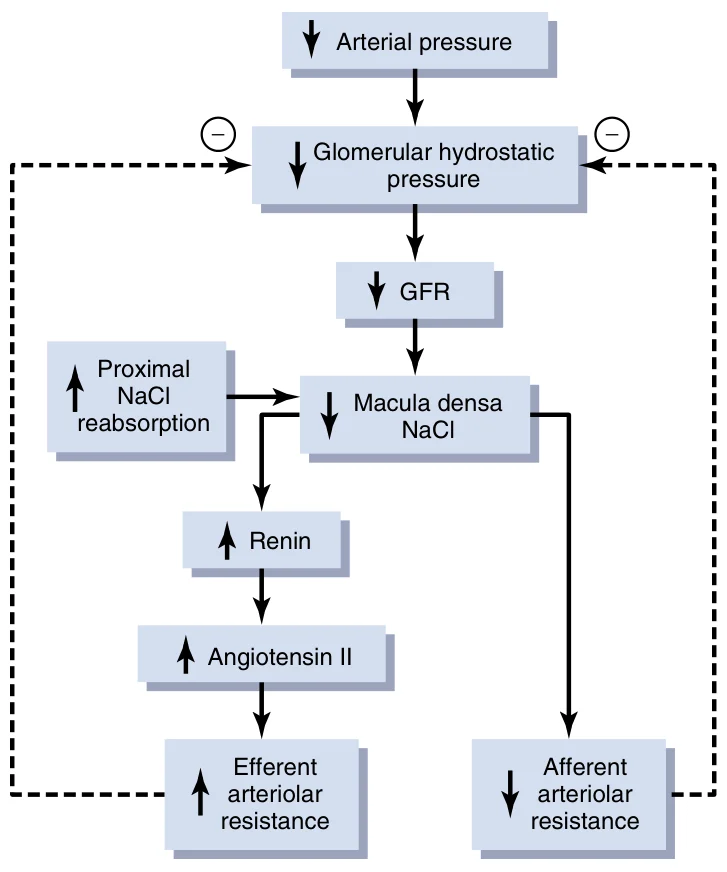 Arterial pressure
−
−
Glomerular hydrostatic
pressure
GFR
Proximal
NaCl
reabsorption
Macula densa
NaCl
Renin
Angiotensin II
Efferent
arteriolar
resistance
Afferent
arteriolar
resistance